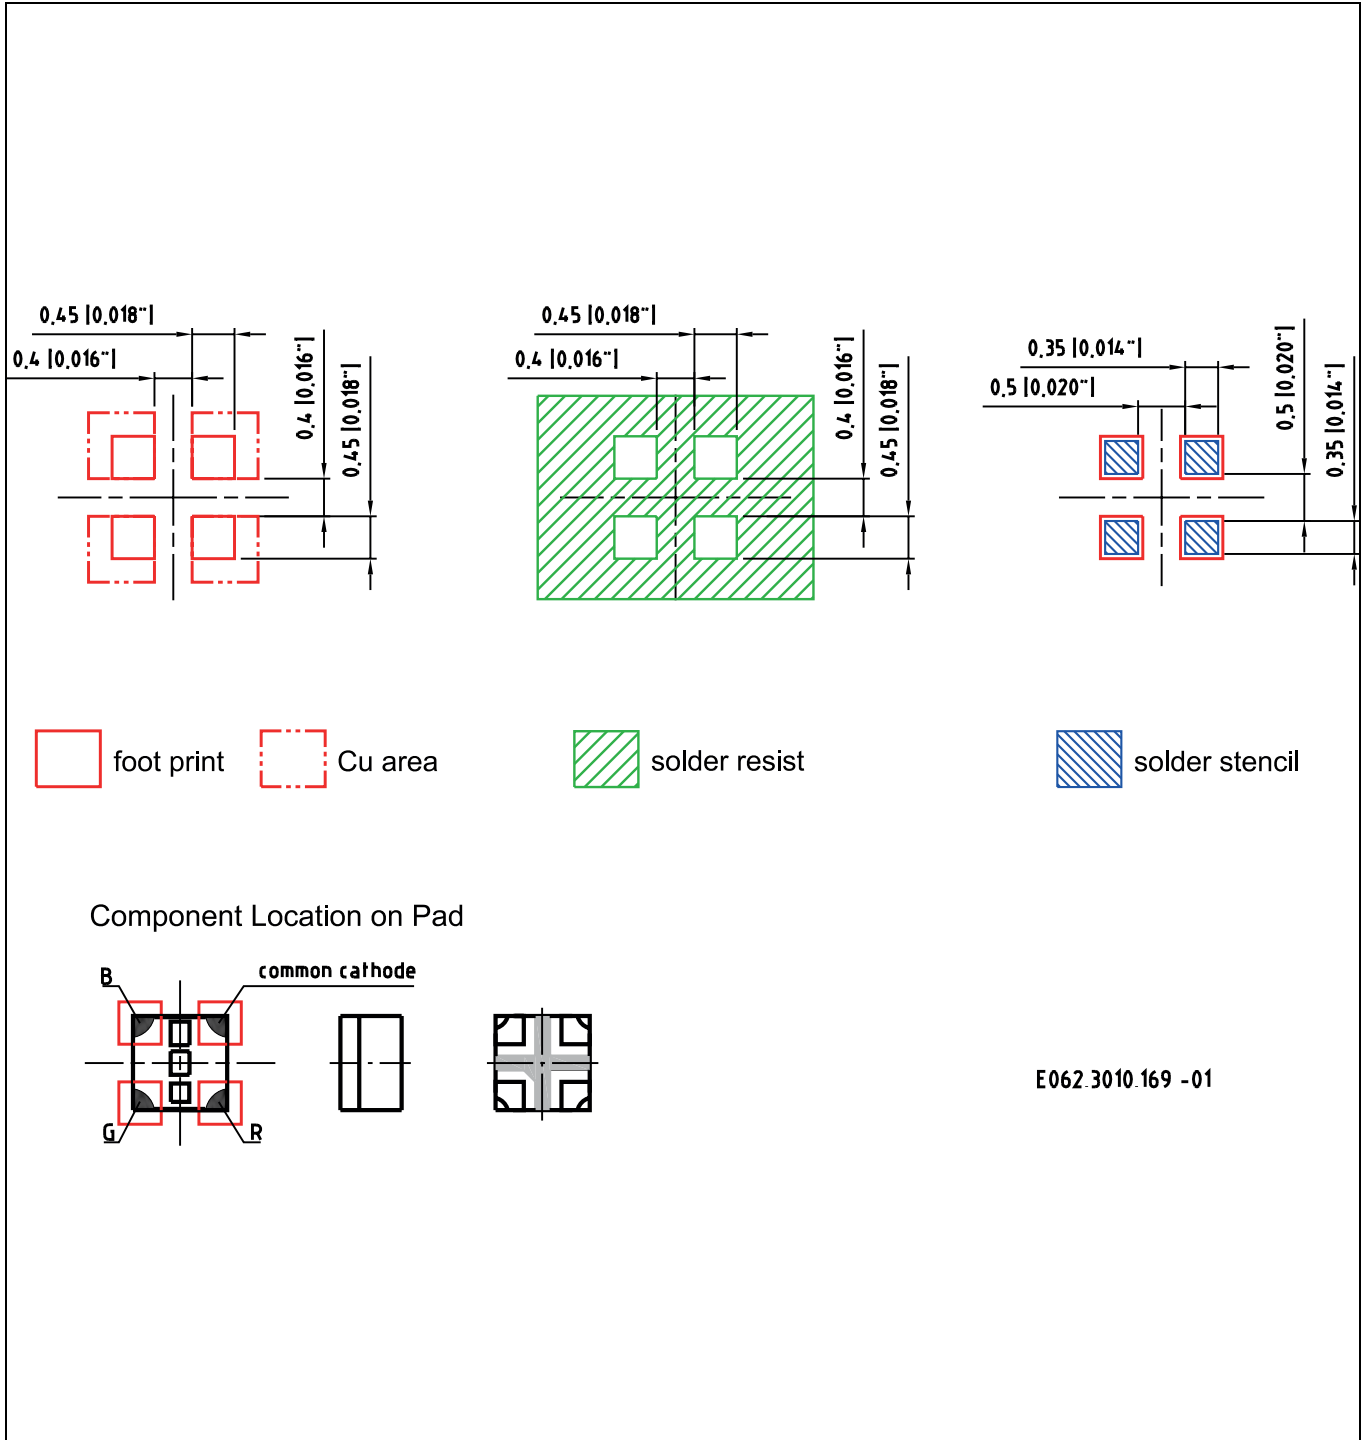 0.45 [0.018"]
0.4 [0.016"]
0.4 [0.016"]
0.45 [0.018"]
0.45 [0.018"]
0.4 [0.016"]
0.4 [0.016"]
0.45 [0.018"]
0.35 [0.014"]
0.5 [0.020"]
0.5 [0.020"]
0.35 [0.014"]
foot print
Cu area
solder resist
solder stencil
Component Location on Pad
B
common cathode
G
R
E062.3010.169 -01